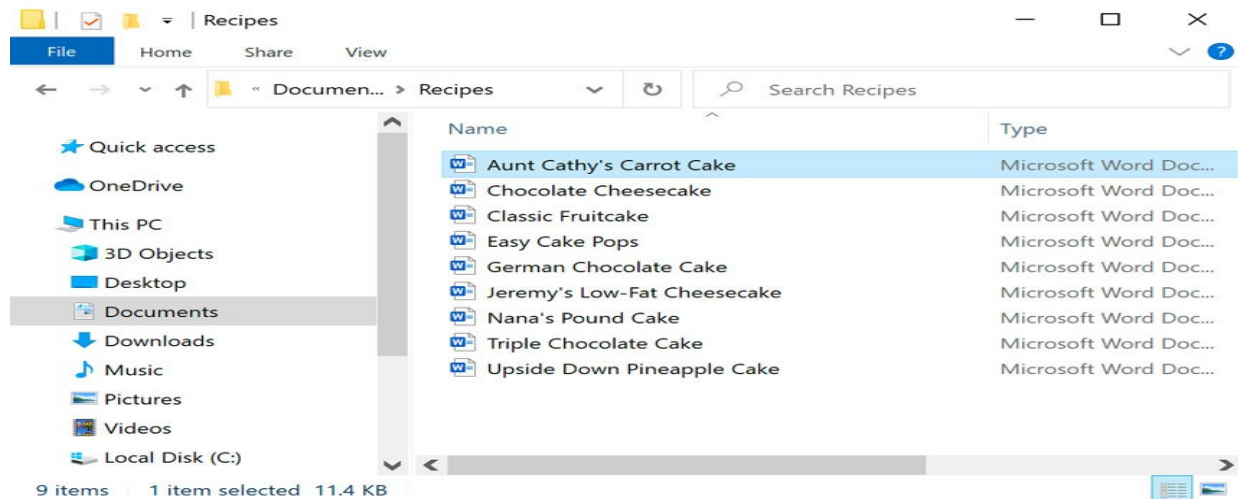 Recipes
File Home Share View
« Documen... > Recipes Search Recipes
Name Type
Quick access
OneDrive
This PC
3D Objects
Desktop
Documents
Downloads
Music
Pictures
Videos
Local Disk (C:)
Aunt Cathy's Carrot Cake Microsoft Word Doc...
Chocolate Cheesecake Microsoft Word Doc...
Classic Fruitcake Microsoft Word Doc...
Easy Cake Pops Microsoft Word Doc...
German Chocolate Cake Microsoft Word Doc...
Jeremy's Low-Fat Cheesecake Microsoft Word Doc...
Nana's Pound Cake Microsoft Word Doc...
Triple Chocolate Cake Microsoft Word Doc...
Upside Down Pineapple Cake Microsoft Word Doc...
9 items 1 item selected 11.4 KB